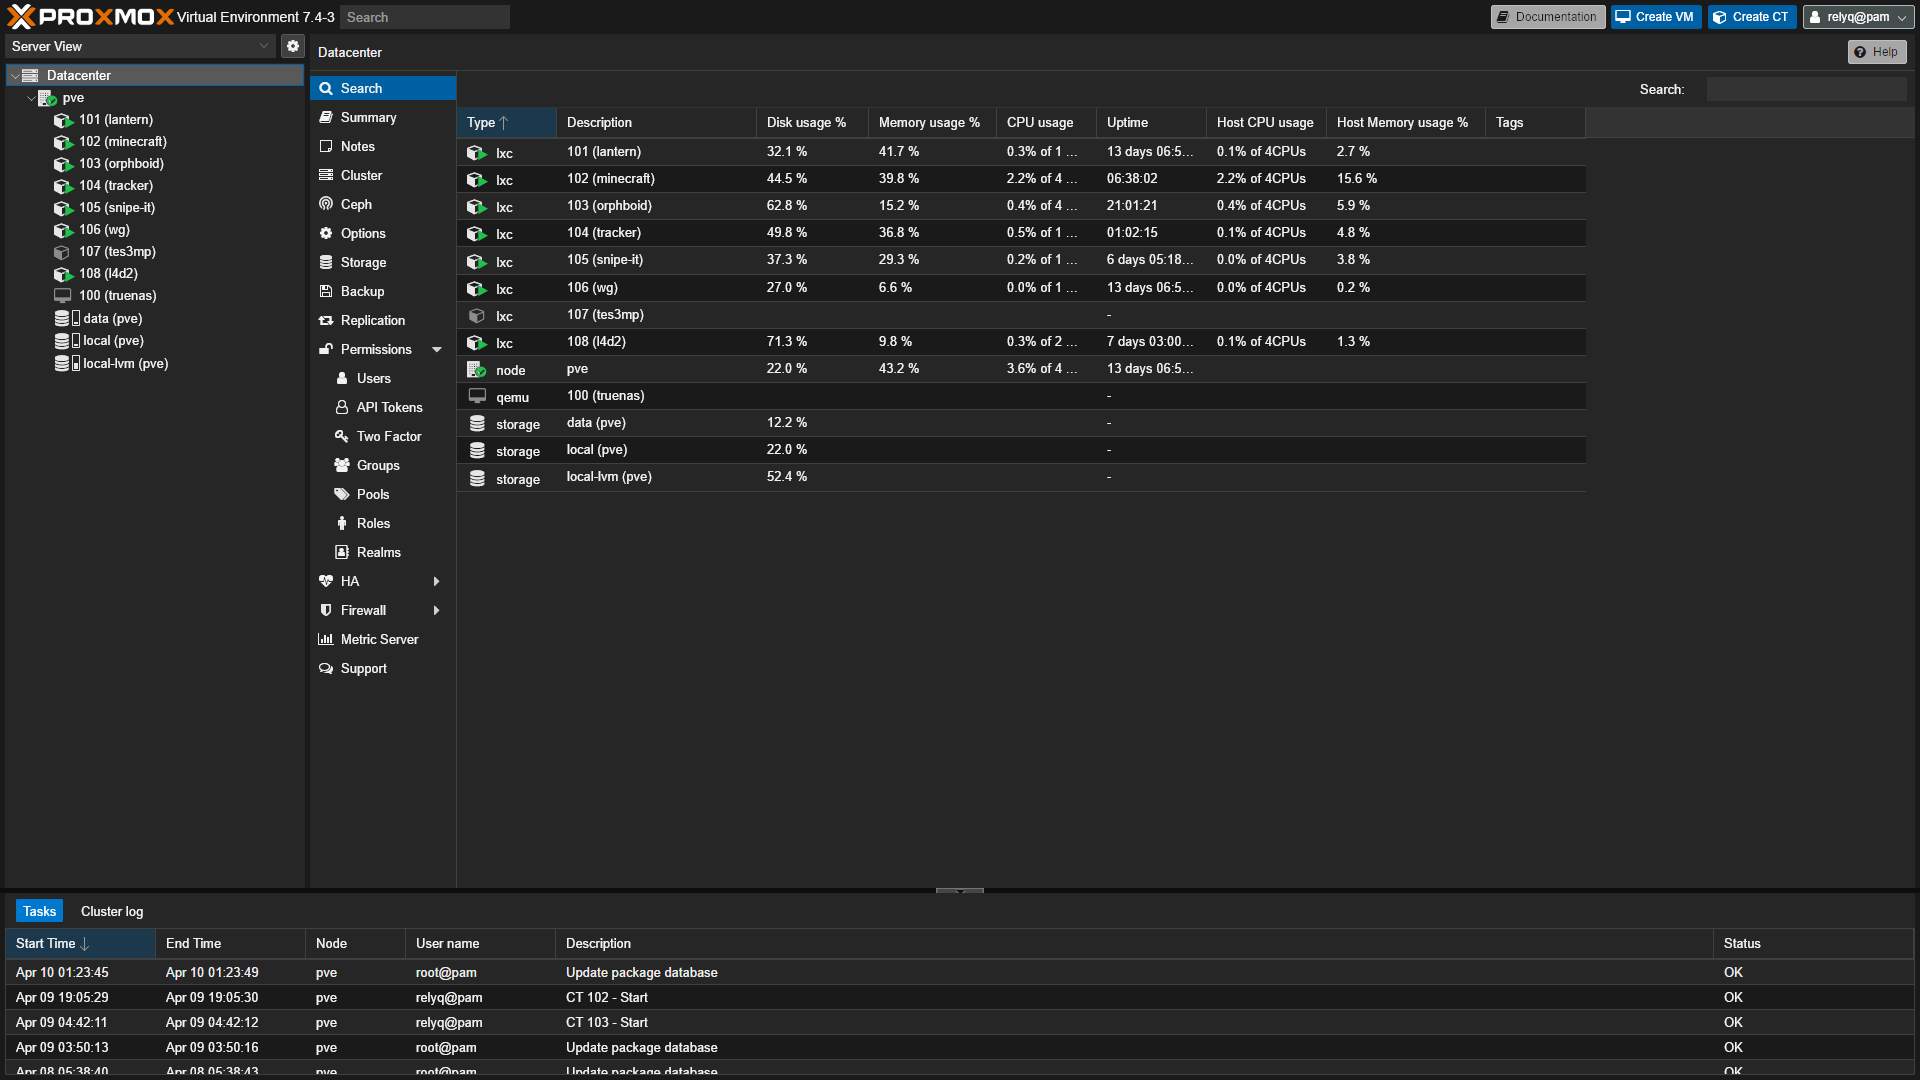 PROXMOX Virtual Environment 7.4-3 Search Documentation Create VM Create CT relyq@pam
Server View
Datacenter
pve
101 (lantern)
102 (minecraft)
103 (orphboid)
104 (tracker)
105 (snipe-it)
106 (wg)
107 (tes3mp)
108 (l4d2)
100 (truenas)
data (pve)
local (pve)
local-lvm (pve)
Datacenter Help
Search
Summary
Notes
Cluster
Ceph
Options
Storage
Backup
Replication
Permissions
Users
API Tokens
Two Factor
Groups
Pools
Roles
Realms
HA
Firewall
Metric Server
Support
Search:
Type Description Disk usage % Memory usage % CPU usage Uptime Host CPU usage Host Memory usage % Tags
lxc 101 (lantern) 32.1 % 41.7 % 0.3% of 1 ... 13 days 06:5... 0.1% of 4CPUs 2.7 %
lxc 102 (minecraft) 44.5 % 39.8 % 2.2% of 4 ... 06:38:02 2.2% of 4CPUs 15.6 %
lxc 103 (orphboid) 62.8 % 15.2 % 0.4% of 4 ... 21:01:21 0.4% of 4CPUs 5.9 %
lxc 104 (tracker) 49.8 % 36.8 % 0.5% of 1 ... 01:02:15 0.1% of 4CPUs 4.8 %
lxc 105 (snipe-it) 37.3 % 29.3 % 0.2% of 1 ... 6 days 05:18... 0.0% of 4CPUs 3.8 %
lxc 106 (wg) 27.0 % 6.6 % 0.0% of 1 ... 13 days 06:5... 0.0% of 4CPUs 0.2 %
lxc 107 (tes3mp) -
lxc 108 (l4d2) 71.3 % 9.8 % 0.3% of 2 ... 7 days 03:00... 0.1% of 4CPUs 1.3 %
node pve 22.0 % 43.2 % 3.6% of 4 ... 13 days 06:5...
qemu 100 (truenas) -
storage data (pve) 12.2 % -
storage local (pve) 22.0 % -
storage local-lvm (pve) 52.4 % -
Tasks Cluster log
Start Time End Time Node User name Description Status
Apr 10 01:23:45 Apr 10 01:23:49 pve root@pam Update package database OK
Apr 09 19:05:29 Apr 09 19:05:30 pve relyq@pam CT 102 - Start OK
Apr 09 04:42:11 Apr 09 04:42:12 pve relyq@pam CT 103 - Start OK
Apr 09 03:50:13 Apr 09 03:50:16 pve root@pam Update package database OK
Apr 08 05:38:40 Apr 08 05:38:43 pve root@pam Update package database OK